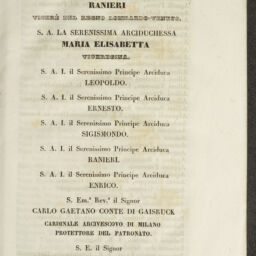 RANIERI
VICERÈ DEL REGNO LOMBARDO-VENETO.
S. A. LA SERENISSIMA ARCIDUCHESSA
MARIA ELISABETTA
VICEREGINA.
S. A. I. il Serenissimo Principe Arciduca
LEOPOLDO.
S. A. I. il Serenissimo Principe Arciduca
ERNESTO.
S. A. I. il Serenissimo Principe Arciduca
SIGISMONDO.
S. A. I. il Serenissimo Principe Arciduca
RANIERI.
S. A. I. il Serenissimo Principe Arciduca
ENRICO.
S. Em.ª Rev.ª il Signor
CARLO GAETANO CONTE DI GAISRUCK
CARDINALE ARCIVESCOVO DI MILANO
PROTETTORE DEL PATRONATO.
S. E. il Signor